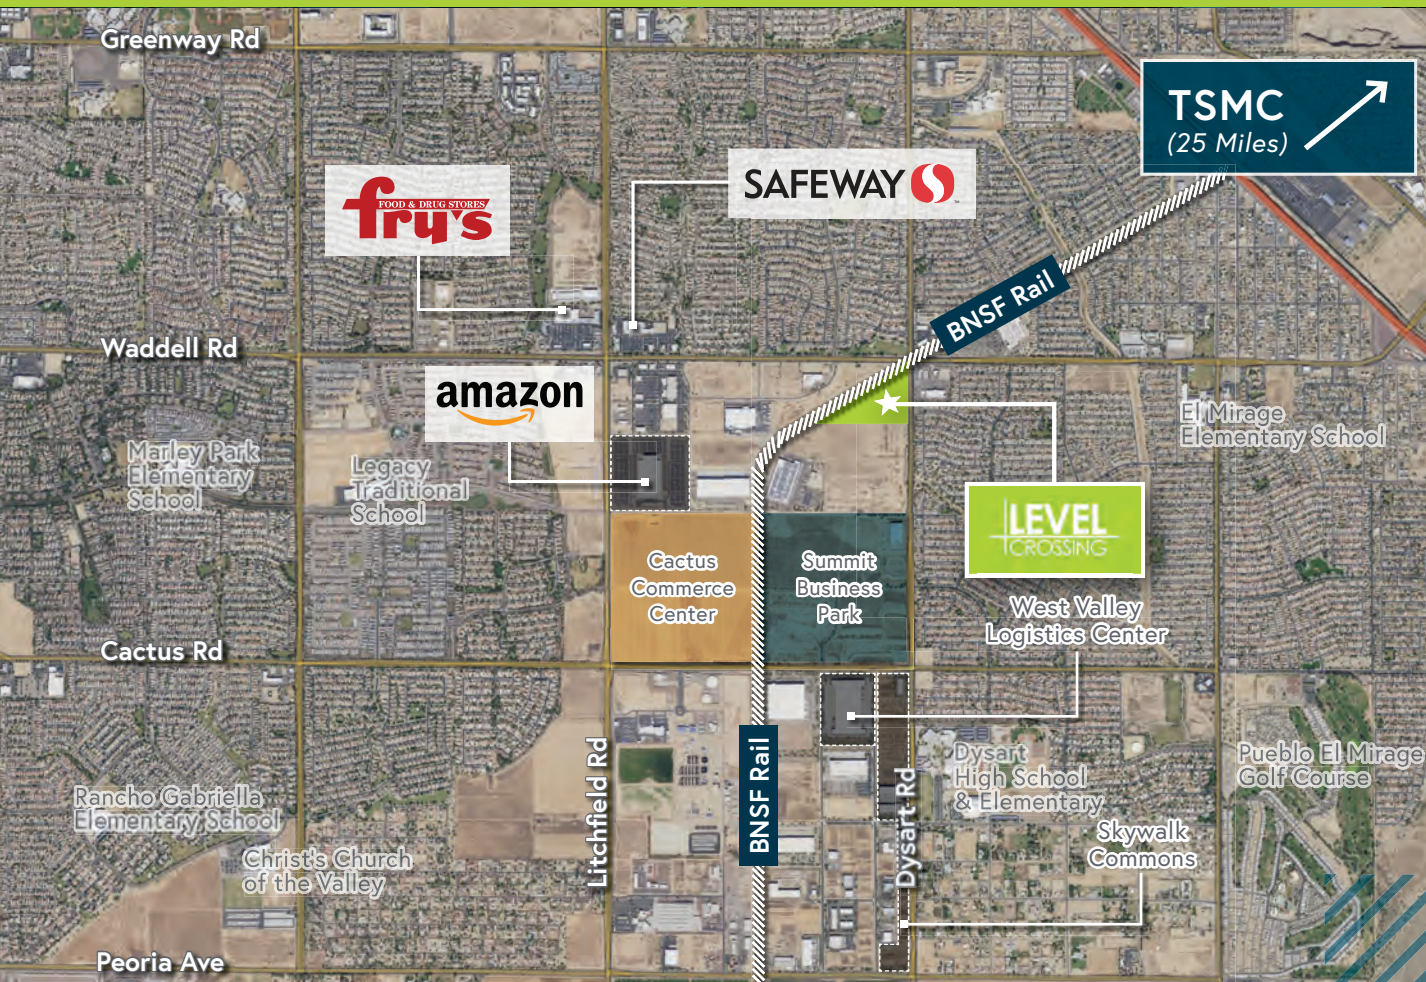 Greenway Rd
TSMC
(25 Miles)
FOOD & DRUG STORES
fry's
SAFEWAY
BNSF Rail
Waddell Rd
amazon
El Mirage
Elementary School
Marley Park
Elementary
School
Legacy
Traditional
School
LEVEL
CROSSING
Cactus
Commerce
Center
Summit
Business
Park
West Valley
Logistics Center
Cactus Rd
Litchfield Rd
BNSF Rail
Dysart Rd
Dysart
High School
& Elementary
Pueblo El Mirage
Golf Course
Rancho Gabriella
Elementary School
Skywalk
Commons
Christ's Church
of the Valley
Peoria Ave